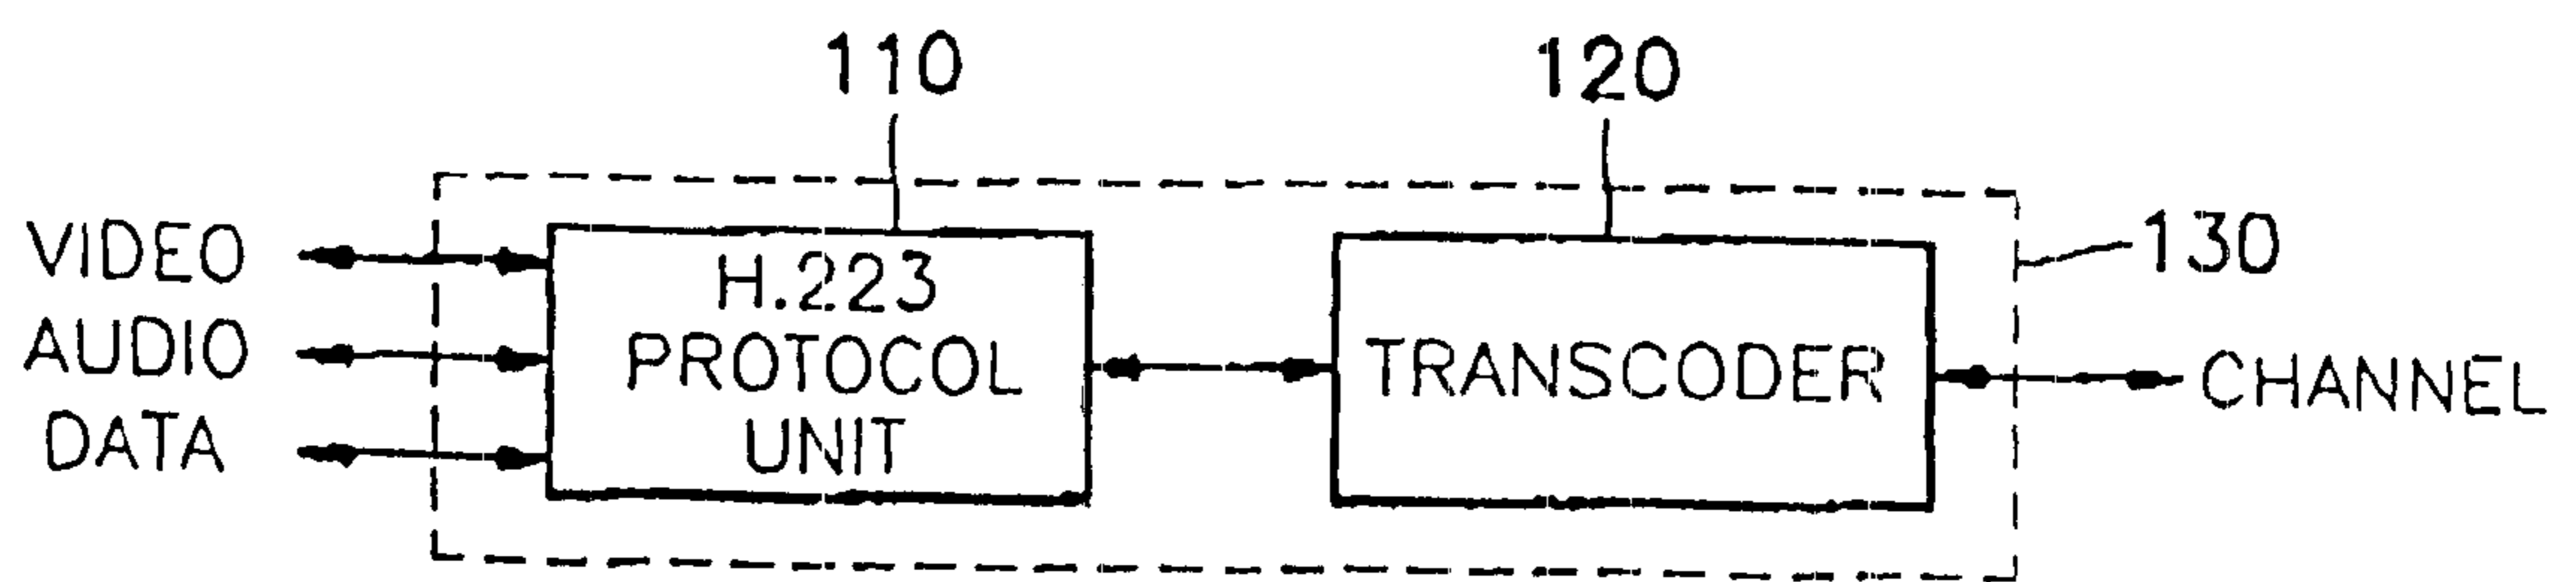 110
120
130
VIDEO
AUDIO
DATA
H.223
PROTOCOL
UNIT
TRANSCODER
CHANNEL